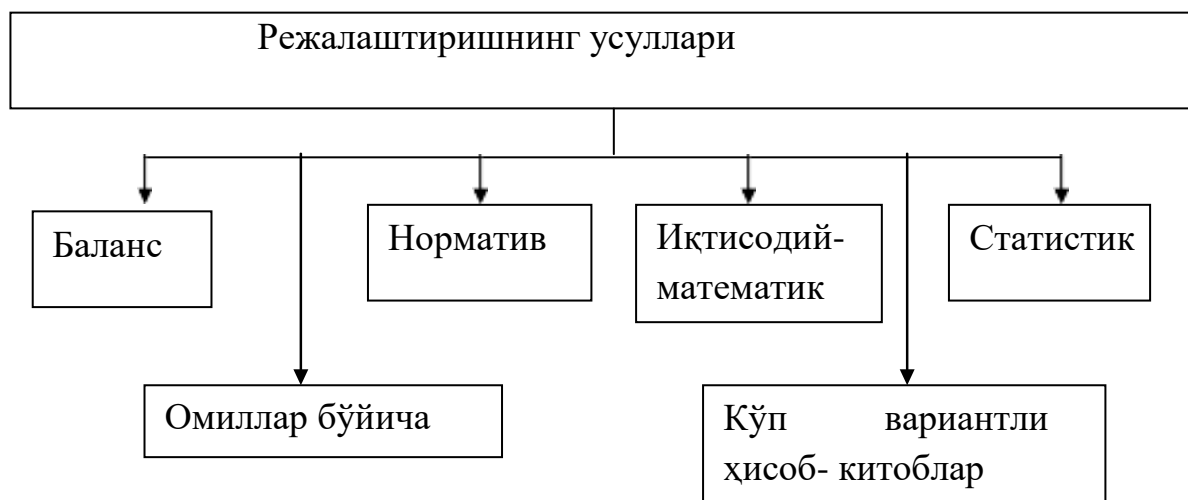 Режалаштиришнинг усуллари
Баланс
Норматив
Иқтисодий-
математик
Статистик
Омиллар бўйича
Кўп вариантли
ҳисоб- китоблар